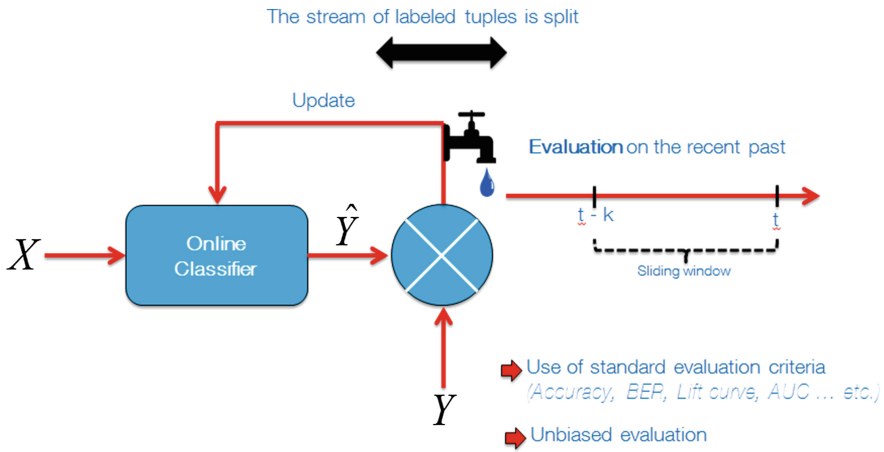 The stream of labeled tuples is split
Update
Evaluation on the recent past
t - k
t
Sliding window
X
Online
Classifier
Ŷ
Y
Use of standard evaluation criteria
(Accuracy, BER, Lift curve, AUC ... etc.)
Unbiased evaluation